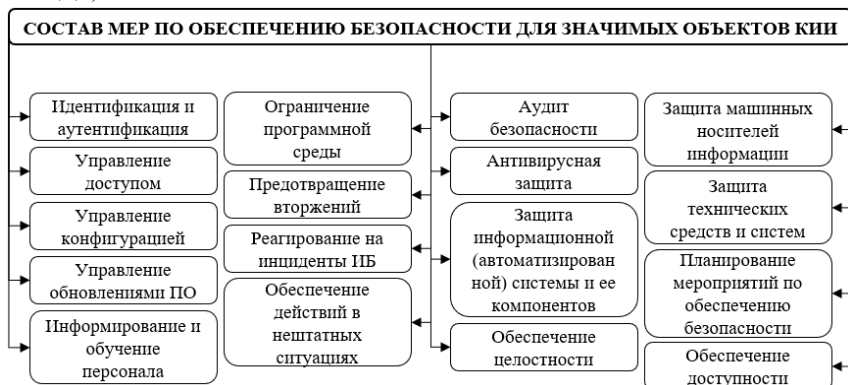 СОСТАВ МЕР ПО ОБЕСПЕЧЕНИЮ БЕЗОПАСНОСТИ ДЛЯ ЗНАЧИМЫХ ОБЪЕКТОВ КИИ
Идентификация и
аутентификация
Управление
доступом
Управление
конфигурацией
Управление
обновлениями ПО
Информирование и
обучение
персонала
Ограничение
программной
среды
Предотвращение
вторжений
Реагирование на
инциденты ИБ
Обеспечение
действий в
нештатных
ситуациях
Аудит
безопасности
Антивирусная
защита
Защита
информационной
(автоматизирован
ной) системы и ее
компонентов
Обеспечение
целостности
Защита машинных
носителей
информации
Защита
технических
средств и систем
Планирование
мероприятий по
обеспечению
безопасности
Обеспечение
доступности